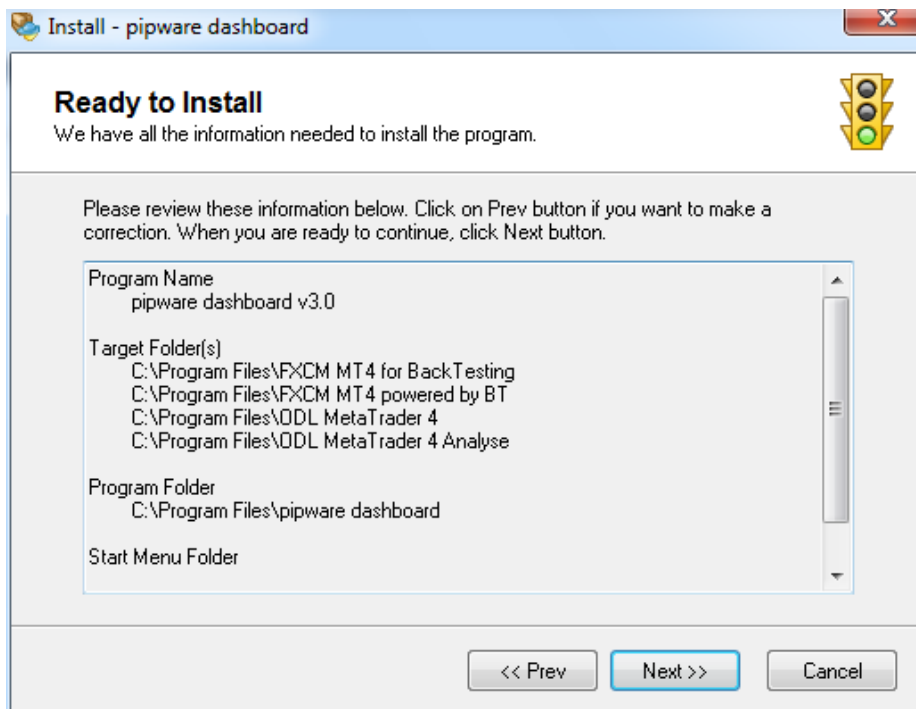 Install - pipware dashboard
Ready to Install
We have all the information needed to install the program.
Please review these information below. Click on Prev button if you want to make a
correction. When you are ready to continue, click Next button.
Program Name
pipware dashboard v3.0
Target Folder(s)
C:\Program Files\FXCM MT4 for BackTesting
C:\Program Files\FXCM MT4 powered by BT
C:\Program Files\ODL MetaTrader 4
C:\Program Files\ODL MetaTrader 4 Analyse
Program Folder
C:\Program Files\pipware dashboard
Start Menu Folder
<< Prev
Next >>
Cancel